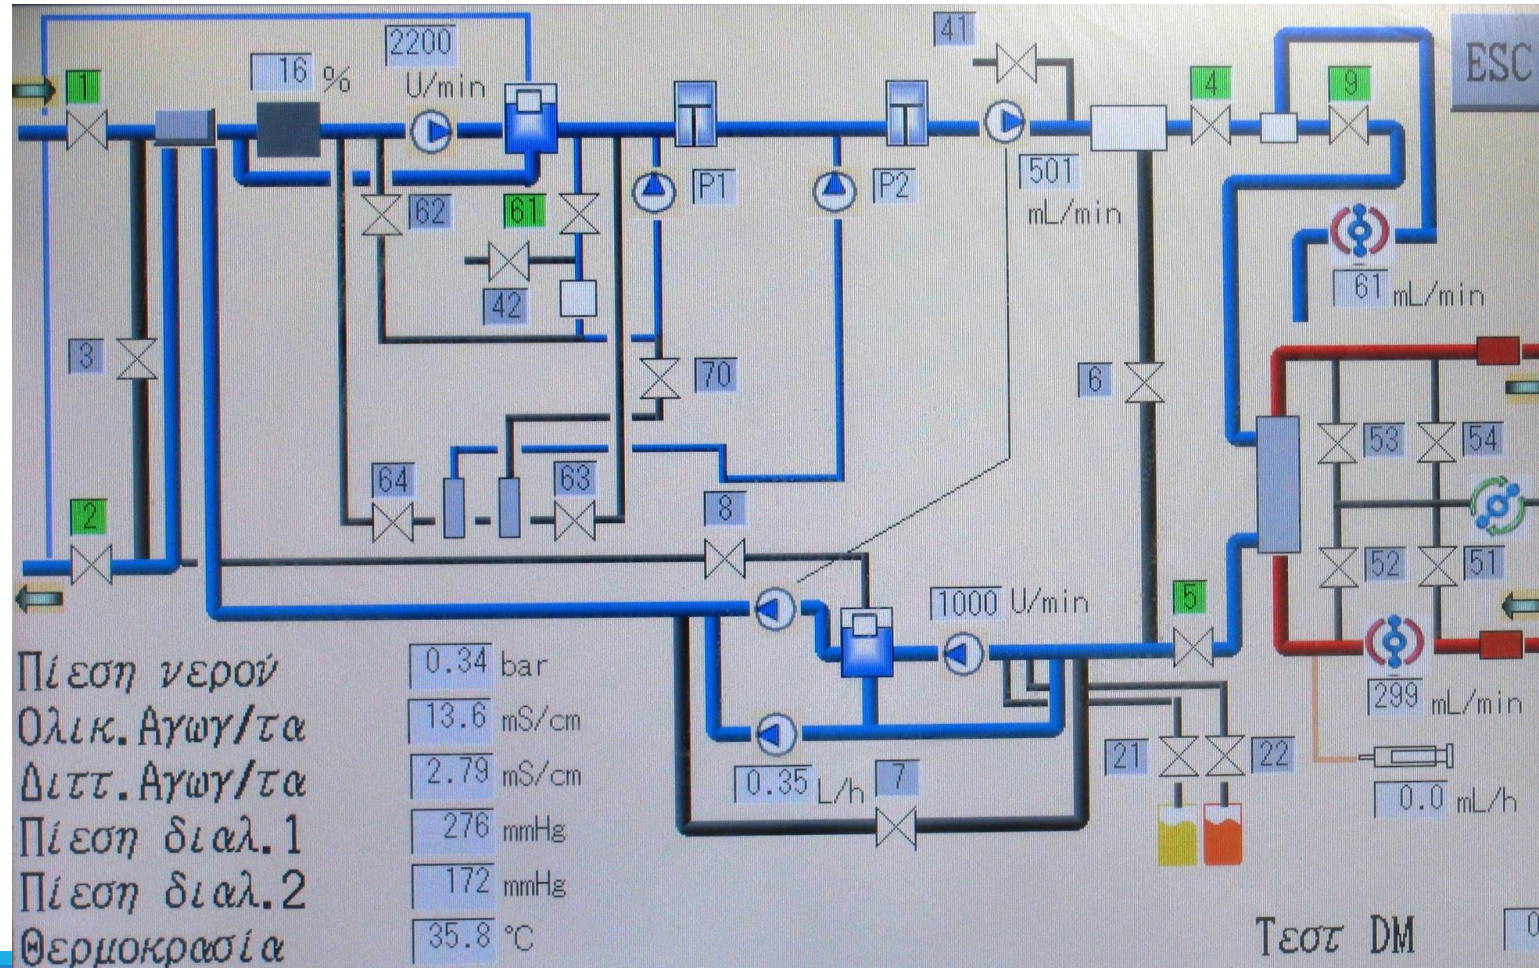 41
2200
U/min
16 %
1
4
9
ESC
501
mL/min
P1
P2
62
61
42
61 mL/min
3
70
6
53
54
64
63
8
2
52
51
1000 U/min
5
Πίεση νερού 0.34 bar
Ολικ.Αγωγ/τα 13.6 mS/cm
Διττ.Αγωγ/τα 2.79 mS/cm
Πίεση διαλ.1 276 mmHg
Πίεση διαλ.2 172 mmHg
Θερμοκρασία 35.8 °C
299 mL/min
21
22
0.35 L/h
7
0.0 mL/h
Τεστ DM 0